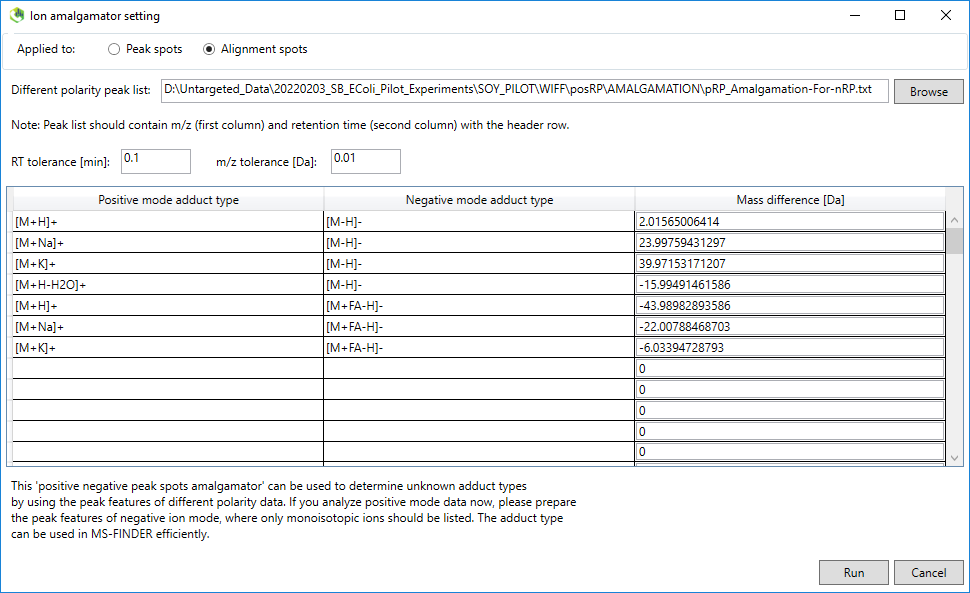 Ion amalgamator setting
Applied to: Peak spots Alignment spots
Different polarity peak list: D:\Untargeted_Data\20220203_SB_EColi_Pilot_Experiments\SOY_PILOT\WIFF\posRP\AMALGAMATION\pRP_Amalgamation-For-nRP.txt Browse
Note: Peak list should contain m/z (first column) and retention time (second column) with the header row.
RT tolerance [min]: 0.1 m/z tolerance [Da]: 0.01
Positive mode adduct type Negative mode adduct type Mass difference [Da]
[M+H]+ [M-H]- 2.01565006414
[M+Na]+ [M-H]- 23.99759431297
[M+K]+ [M-H]- 39.97153171207
[M+H-H2O]+ [M-H]- -15.99491461586
[M+H]+ [M+FA-H]- -43.98982893586
[M+Na]+ [M+FA-H]- -22.00788468703
[M+K]+ [M+FA-H]- -6.03394728793
0
0
0
0
0
This 'positive negative peak spots amalgamator' can be used to determine unknown adduct types
by using the peak features of different polarity data. If you analyze positive mode data now, please prepare
the peak features of negative ion mode, where only monoisotopic ions should be listed. The adduct type
can be used in MS-FINDER efficiently.
Run Cancel